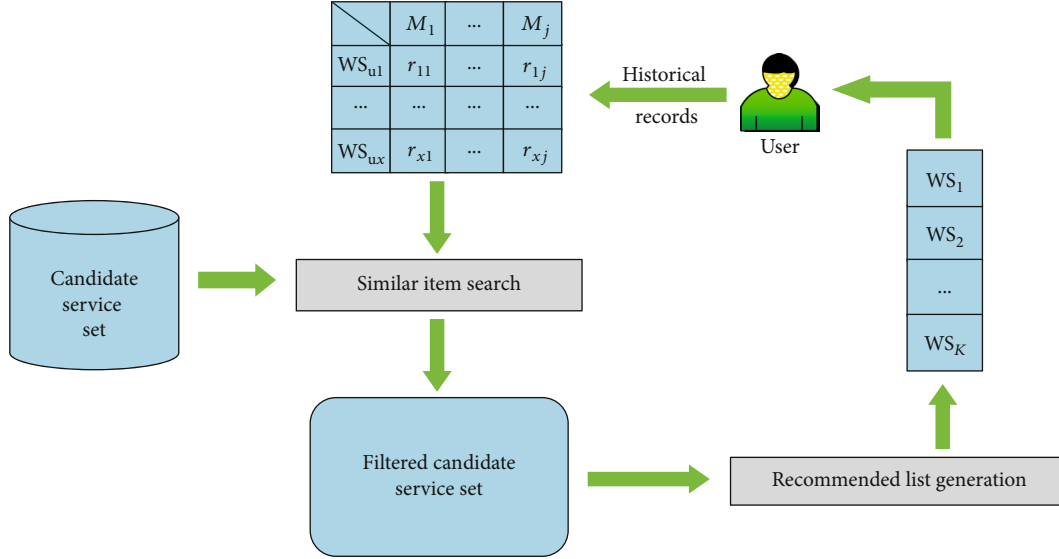 M1 ... Mj
WSu1 r11 ... r1j
... ... ... ...
WSux rx1 ... rxj
Historical
records
User
WS1
WS2
...
WSK
Candidate
service
set
Similar item search
Filtered candidate
service set
Recommended list generation